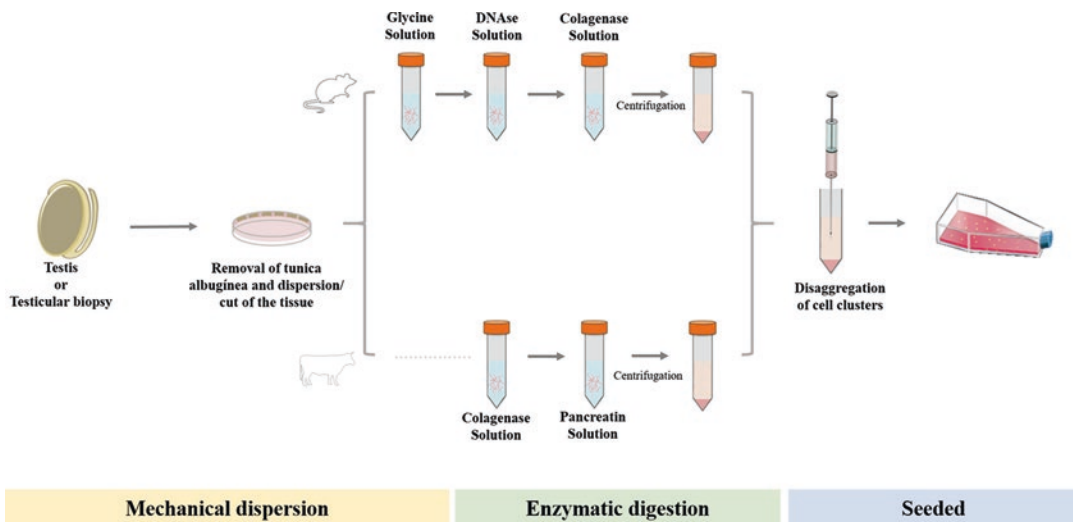 Glycine
Solution
DNAse
Solution
Colagenase
Solution
Centrifugation
Testis
or
Testicular biopsy
Removal of tunica
albugínea and dispersion/
cut of the tissue
Disaggregation
of cell clusters
Centrifugation
Colagenase
Solution
Pancreatin
Solution
Mechanical dispersion
Enzymatic digestion
Seeded